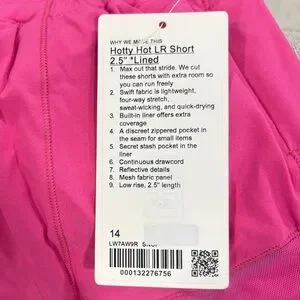 WHY WE MADE THIS
Hotty Hot LR Short
2.5" *Lined
1. Max out that stride. We cut
these shorts with extra room so
you can run freely
2. Swift fabric is lightweight,
four-way stretch,
sweat-wicking, and quick-drying
3. Built-in liner offers extra
coverage
4. A discreet zippered pocket in
the seam for small items
5. Secret stash pocket in the
liner
6. Continuous drawcord
7. Reflective details
8. Mesh fabric panel
9. Low rise, 2.5" length
14
LW7AW9R
000132276756